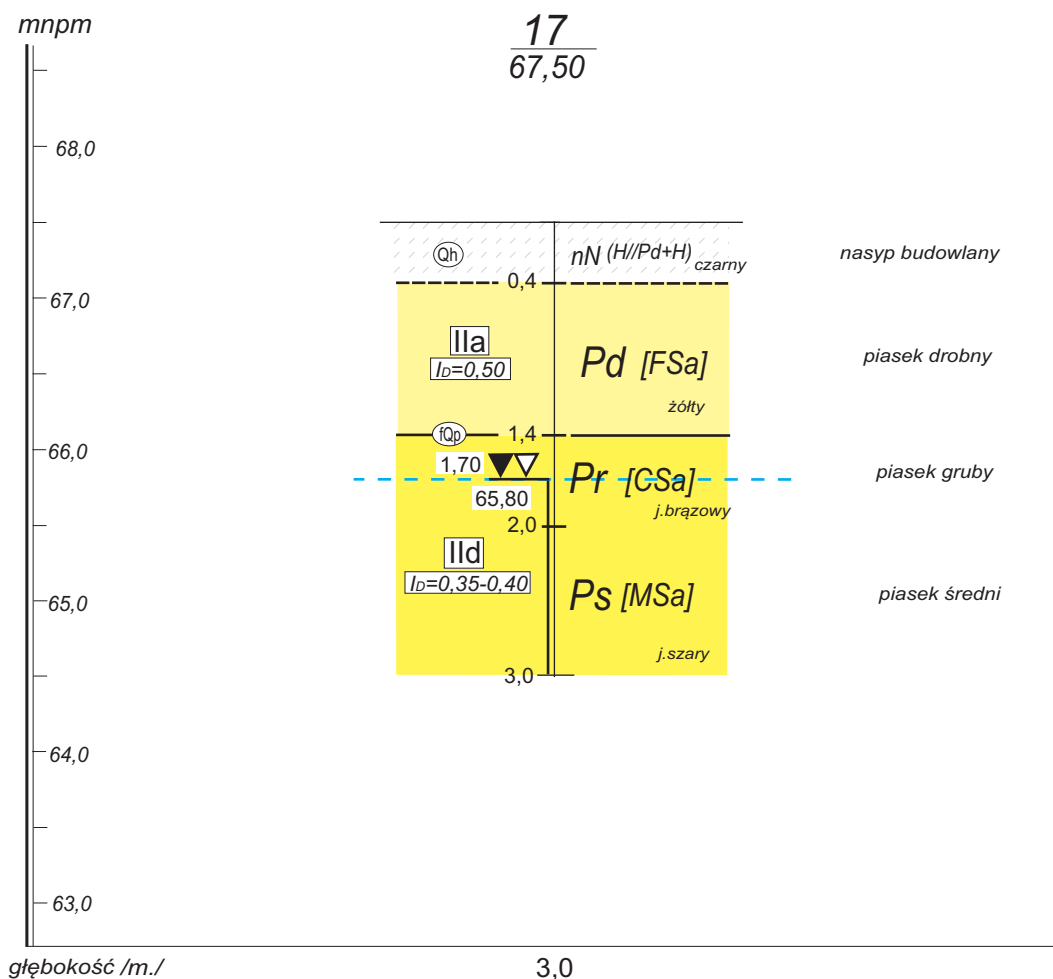 mnpm
17
67,50
68,0
Qh
nN (H//Pd+H) czarny
nasyp budowlany
0,4
67,0
IIa
ID=0,50
Pd [FSa]
żółty
piasek drobny
fQp
1,4
66,0
1,70
Pr [CSa]
j.brązowy
piasek gruby
65,80
2,0
IId
ID=0,35-0,40
65,0
Ps [MSa]
piasek średni
j.szary
3,0
64,0
63,0
głębokość /m./
3,0